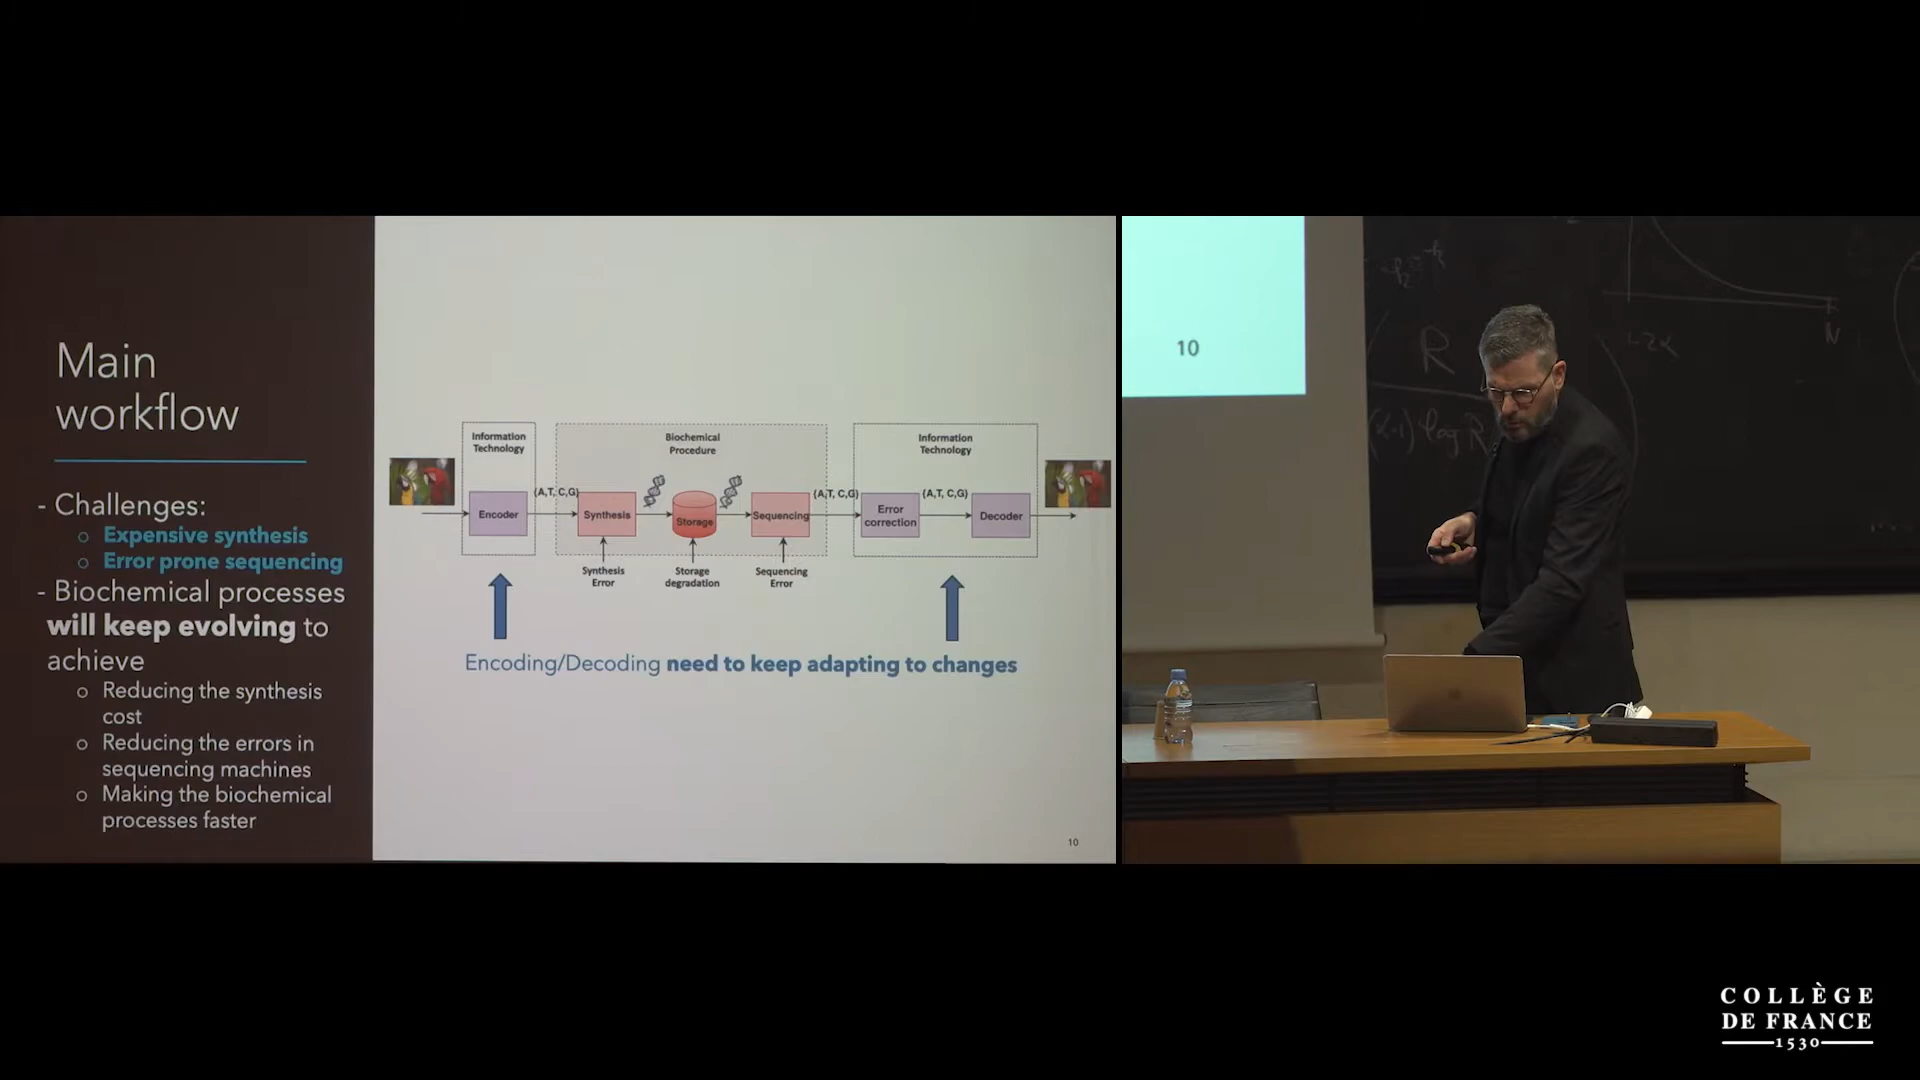 Main
workflow
- Challenges:
o Expensive synthesis
o Error prone sequencing
- Biochemical processes
will keep evolving to
achieve
o Reducing the synthesis
cost
o Reducing the errors in
sequencing machines
o Making the biochemical
processes faster
Information
Technology
Encoder
{A,T, C,G}
Biochemical
Procedure
Synthesis
Storage
Sequencing
Synthesis
Error
Storage
degradation
Sequencing
Error
{A,T, C,G}
Information
Technology
Error
correction
{A,T, C,G}
Decoder
Encoding/Decoding need to keep adapting to changes
10
10
R
log R
N
COLLÈGE
DE FRANCE
1530